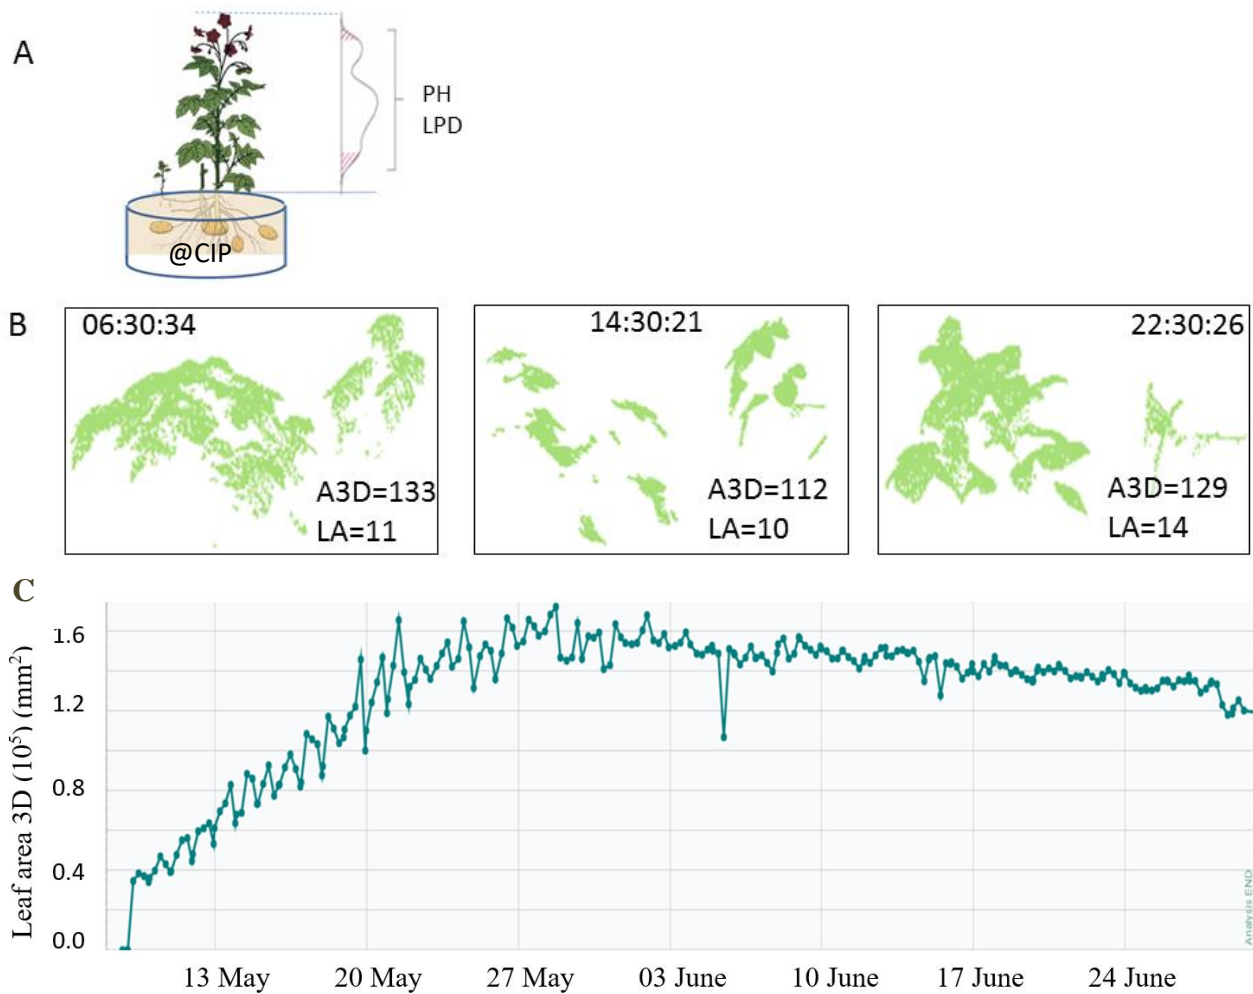 A
PH
LPD
@CIP
B
06:30:34
A3D=133
LA=11
14:30:21
A3D=112
LA=10
22:30:26
A3D=129
LA=14
C
Leaf area 3D (10⁵) (mm²)
1.6
1.2
0.8
0.4
0.0
13 May
20 May
27 May
03 June
10 June
17 June
24 June
Analysis END